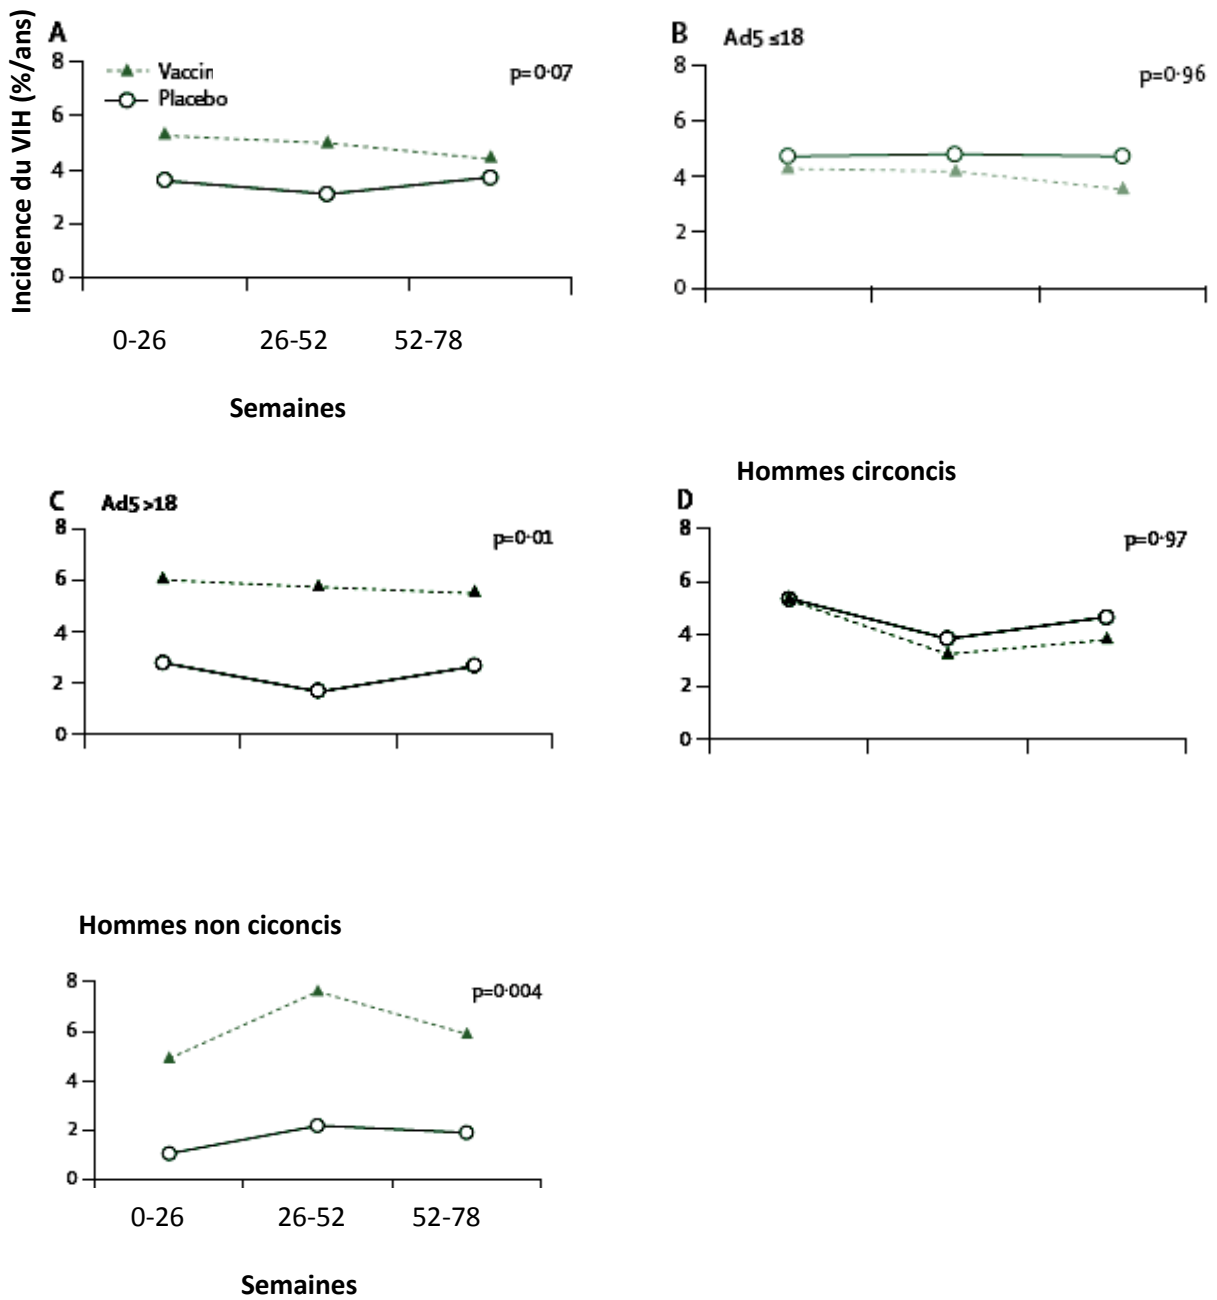 Incidence du VIH (%/ans)
A
Vaccin
Placebo
p=0·07
8
6
4
2
0
0-26 26-52 52-78
Semaines
B Ad5 ≤18
p=0·96
8
6
4
2
0
C Ad5 >18
p=0·01
8
6
4
2
0
Hommes circoncis
D
p=0·97
8
6
4
2
0
Hommes non ciconcis
p=0·004
8
6
4
2
0
0-26 26-52 52-78
Semaines